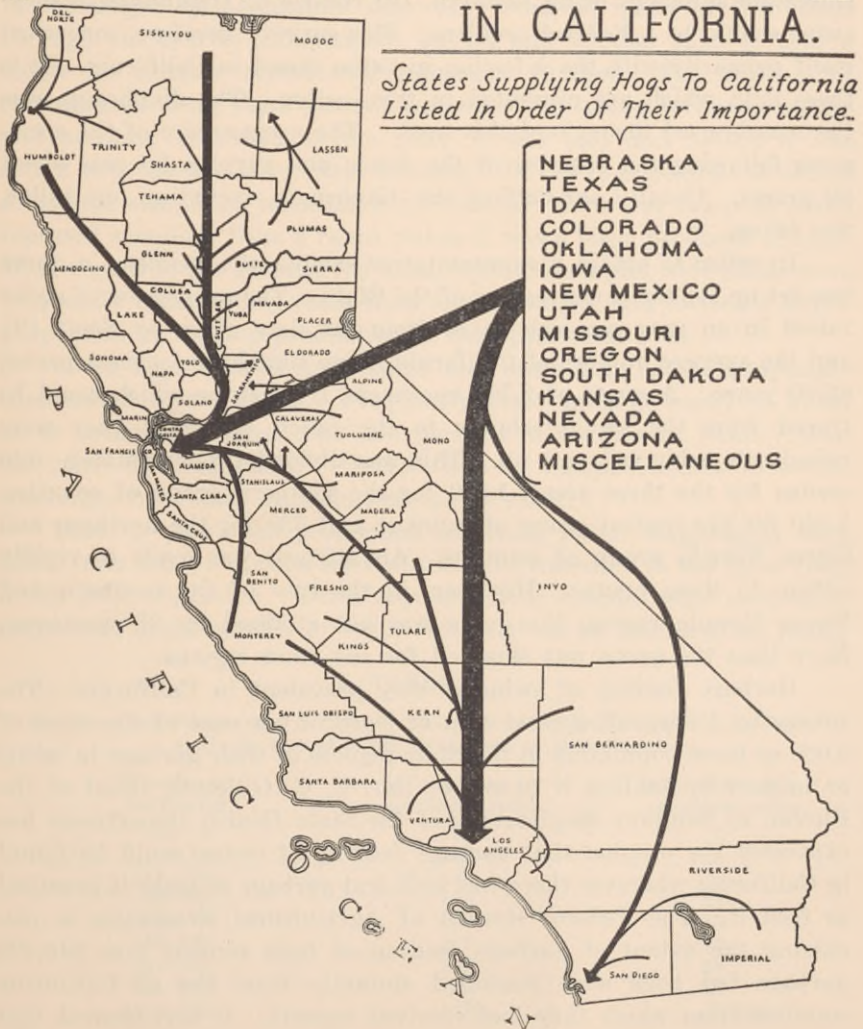 IN CALIFORNIA.
States Supplying Hogs To California
Listed In Order Of Their Importance..
NEBRASKA
TEXAS
IDAHO
COLORADO
OKLAHOMA
IOWA
NEW MEXICO
UTAH
MISSOURI
OREGON
SOUTH DAKOTA
KANSAS
NEVADA
ARIZONA
MISCELLANEOUS
DEL
NORTE
SISKIYOU
MODOC
HUMBOLDT
TRINITY
SHASTA
LASSEN
TEHAMA
PLUMAS
GLENN
BUTTE
SIERRA
MENDOCINO
COLUSA
LAKE
SUTTER
YUBA
NEVADA
PLACER
SONOMA
NAPA
YOLO
ELDORADO
SACRAMENTO
SOLANO
ALPINE
MARIN
CONTRA
COSTA
CALAVERAS
SAN
JOAQUIN
TUOLUMNE
MONO
SAN FRANCISCO
ALAMEDA
STANISLAUS
MARIPOSA
SAN MATEO
SANTA CLARA
MERCED
MADERA
SANTA CRUZ
SAN
BENITO
FRESNO
INYO
MONTEREY
KINGS
TULARE
SAN LUIS OBISPO
KERN
SAN BERNARDINO
SANTA BARBARA
VENTURA
LOS
ANGELES
RIVERSIDE
IMPERIAL
SAN DIEGO
PACIFIC
OCEAN